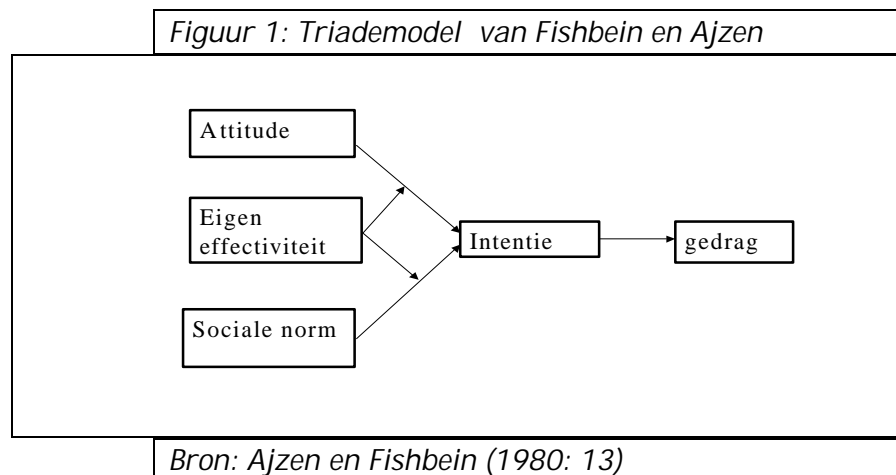 Figuur 1: Triademodel van Fishbein en Ajzen
Attitude
Eigen
effectiviteit
Sociale norm
Intentie
gedrag
Bron: Ajzen en Fishbein (1980: 13)